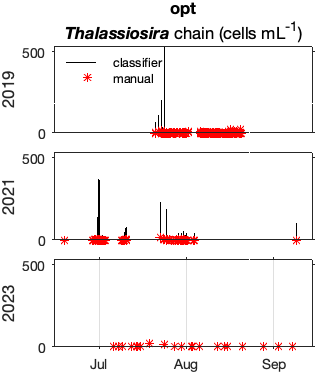 opt
Thalassiosira chain (cells mL-1)
500
classifier
manual
2019
0
500
2021
0
500
2023
0
Jul Aug Sep